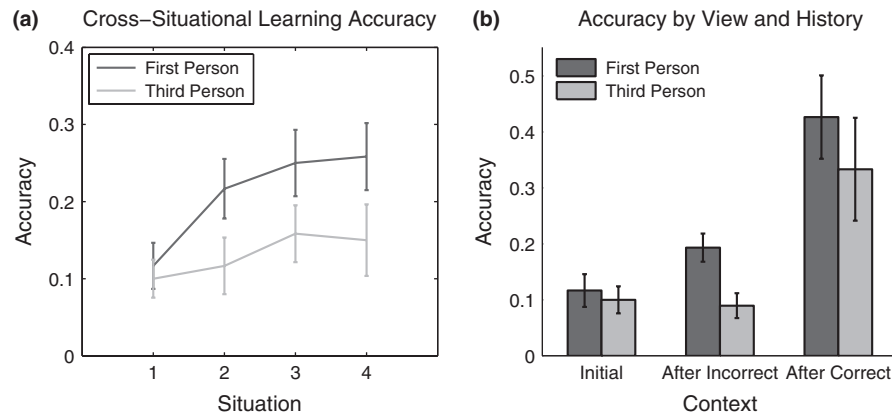 (a) Cross-Situational Learning Accuracy
0.4
0.3
0.2
0.1
0
Accuracy
First Person
Third Person
1 2 3 4
Situation
(b) Accuracy by View and History
0.5
0.4
0.3
0.2
0.1
0
Accuracy
First Person
Third Person
Initial After Incorrect After Correct
Context